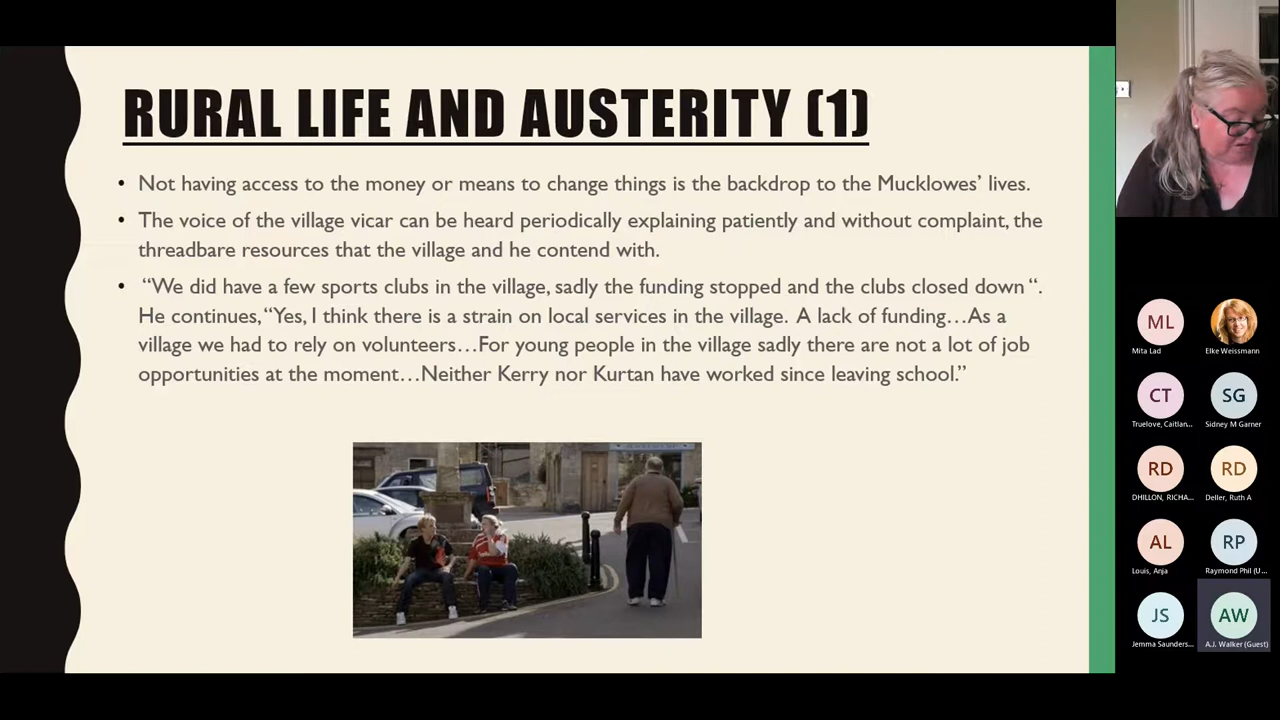 RURAL LIFE AND AUSTERITY (1)
• Not having access to the money or means to change things is the backdrop to the Mucklowes’ lives.
• The voice of the village vicar can be heard periodically explaining patiently and without complaint, the
threadbare resources that the village and he contend with.
• “We did have a few sports clubs in the village, sadly the funding stopped and the clubs closed down “.
He continues, “Yes, I think there is a strain on local services in the village. A lack of funding…As a
village we had to rely on volunteers…For young people in the village sadly there are not a lot of job
opportunities at the moment…Neither Kerry nor Kurtan have worked since leaving school.”
ML
Mita Lad
Elke Weissmann
CT
Truelove, Caitlan...
SG
Sidney M Garner
RD
DHILLON, RICHA...
RD
Deller, Ruth A
AL
Louis, Anja
RP
Raymond Phil (U...
JS
Jemma Saunders...
AW
A.J. Walker (Guest)